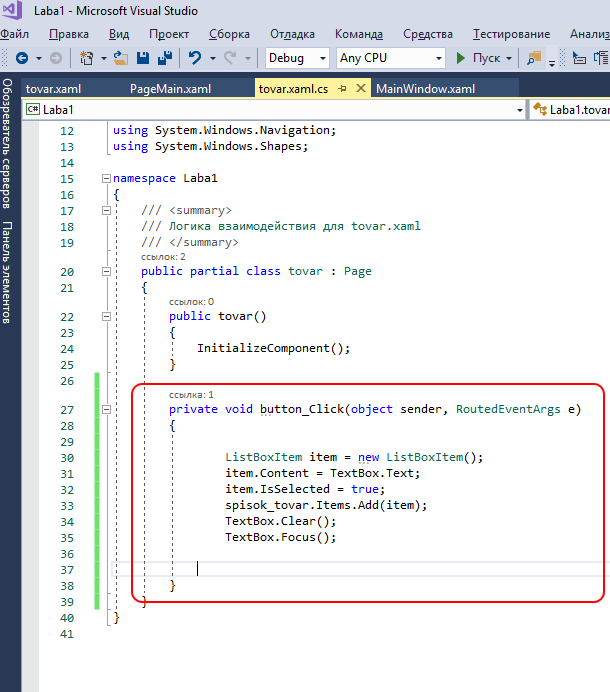 Laba1 - Microsoft Visual Studio
Файл Правка Вид Проект Сборка Отладка Команда Средства Тестирование Анализ
Debug Any CPU Пуск
tovar.xaml PageMain.xaml tovar.xaml.cs MainWindow.xaml
C# Laba1 Laba1.tovar
Обозреватель серверов
Панель элементов
12 using System.Windows.Navigation;
13 using System.Windows.Shapes;
14
15 namespace Laba1
16 {
17 /// <summary>
18 /// Логика взаимодействия для tovar.xaml
19 /// </summary>
ссылок: 2
20 public partial class tovar : Page
21 {
ссылок: 0
22 public tovar()
23 {
24 InitializeComponent();
25 }
26
ссылка: 1
27 private void button_Click(object sender, RoutedEventArgs e)
28 {
29
30 ListBoxItem item = new ListBoxItem();
31 item.Content = TextBox.Text;
32 item.IsSelected = true;
33 spisok_tovar.Items.Add(item);
34 TextBox.Clear();
35 TextBox.Focus();
36
37
38 }
39 }
40 }
41